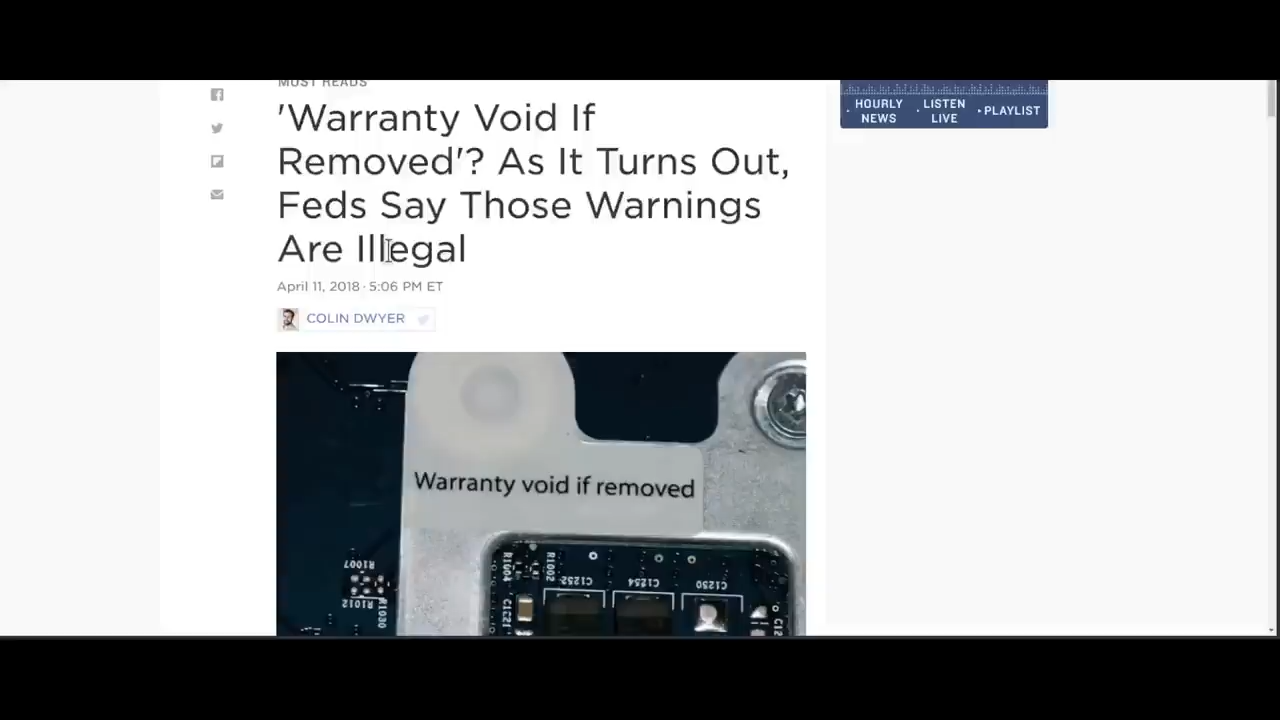 MUST READS
'Warranty Void If
Removed'? As It Turns Out,
Feds Say Those Warnings
Are Illegal
April 11, 2018 · 5:06 PM ET
COLIN DWYER
HOURLY NEWS
LISTEN LIVE
PLAYLIST
Warranty void if removed
R1007
R1012
R1030
R1004
R1002
C1252
C1254
C1250
C1221